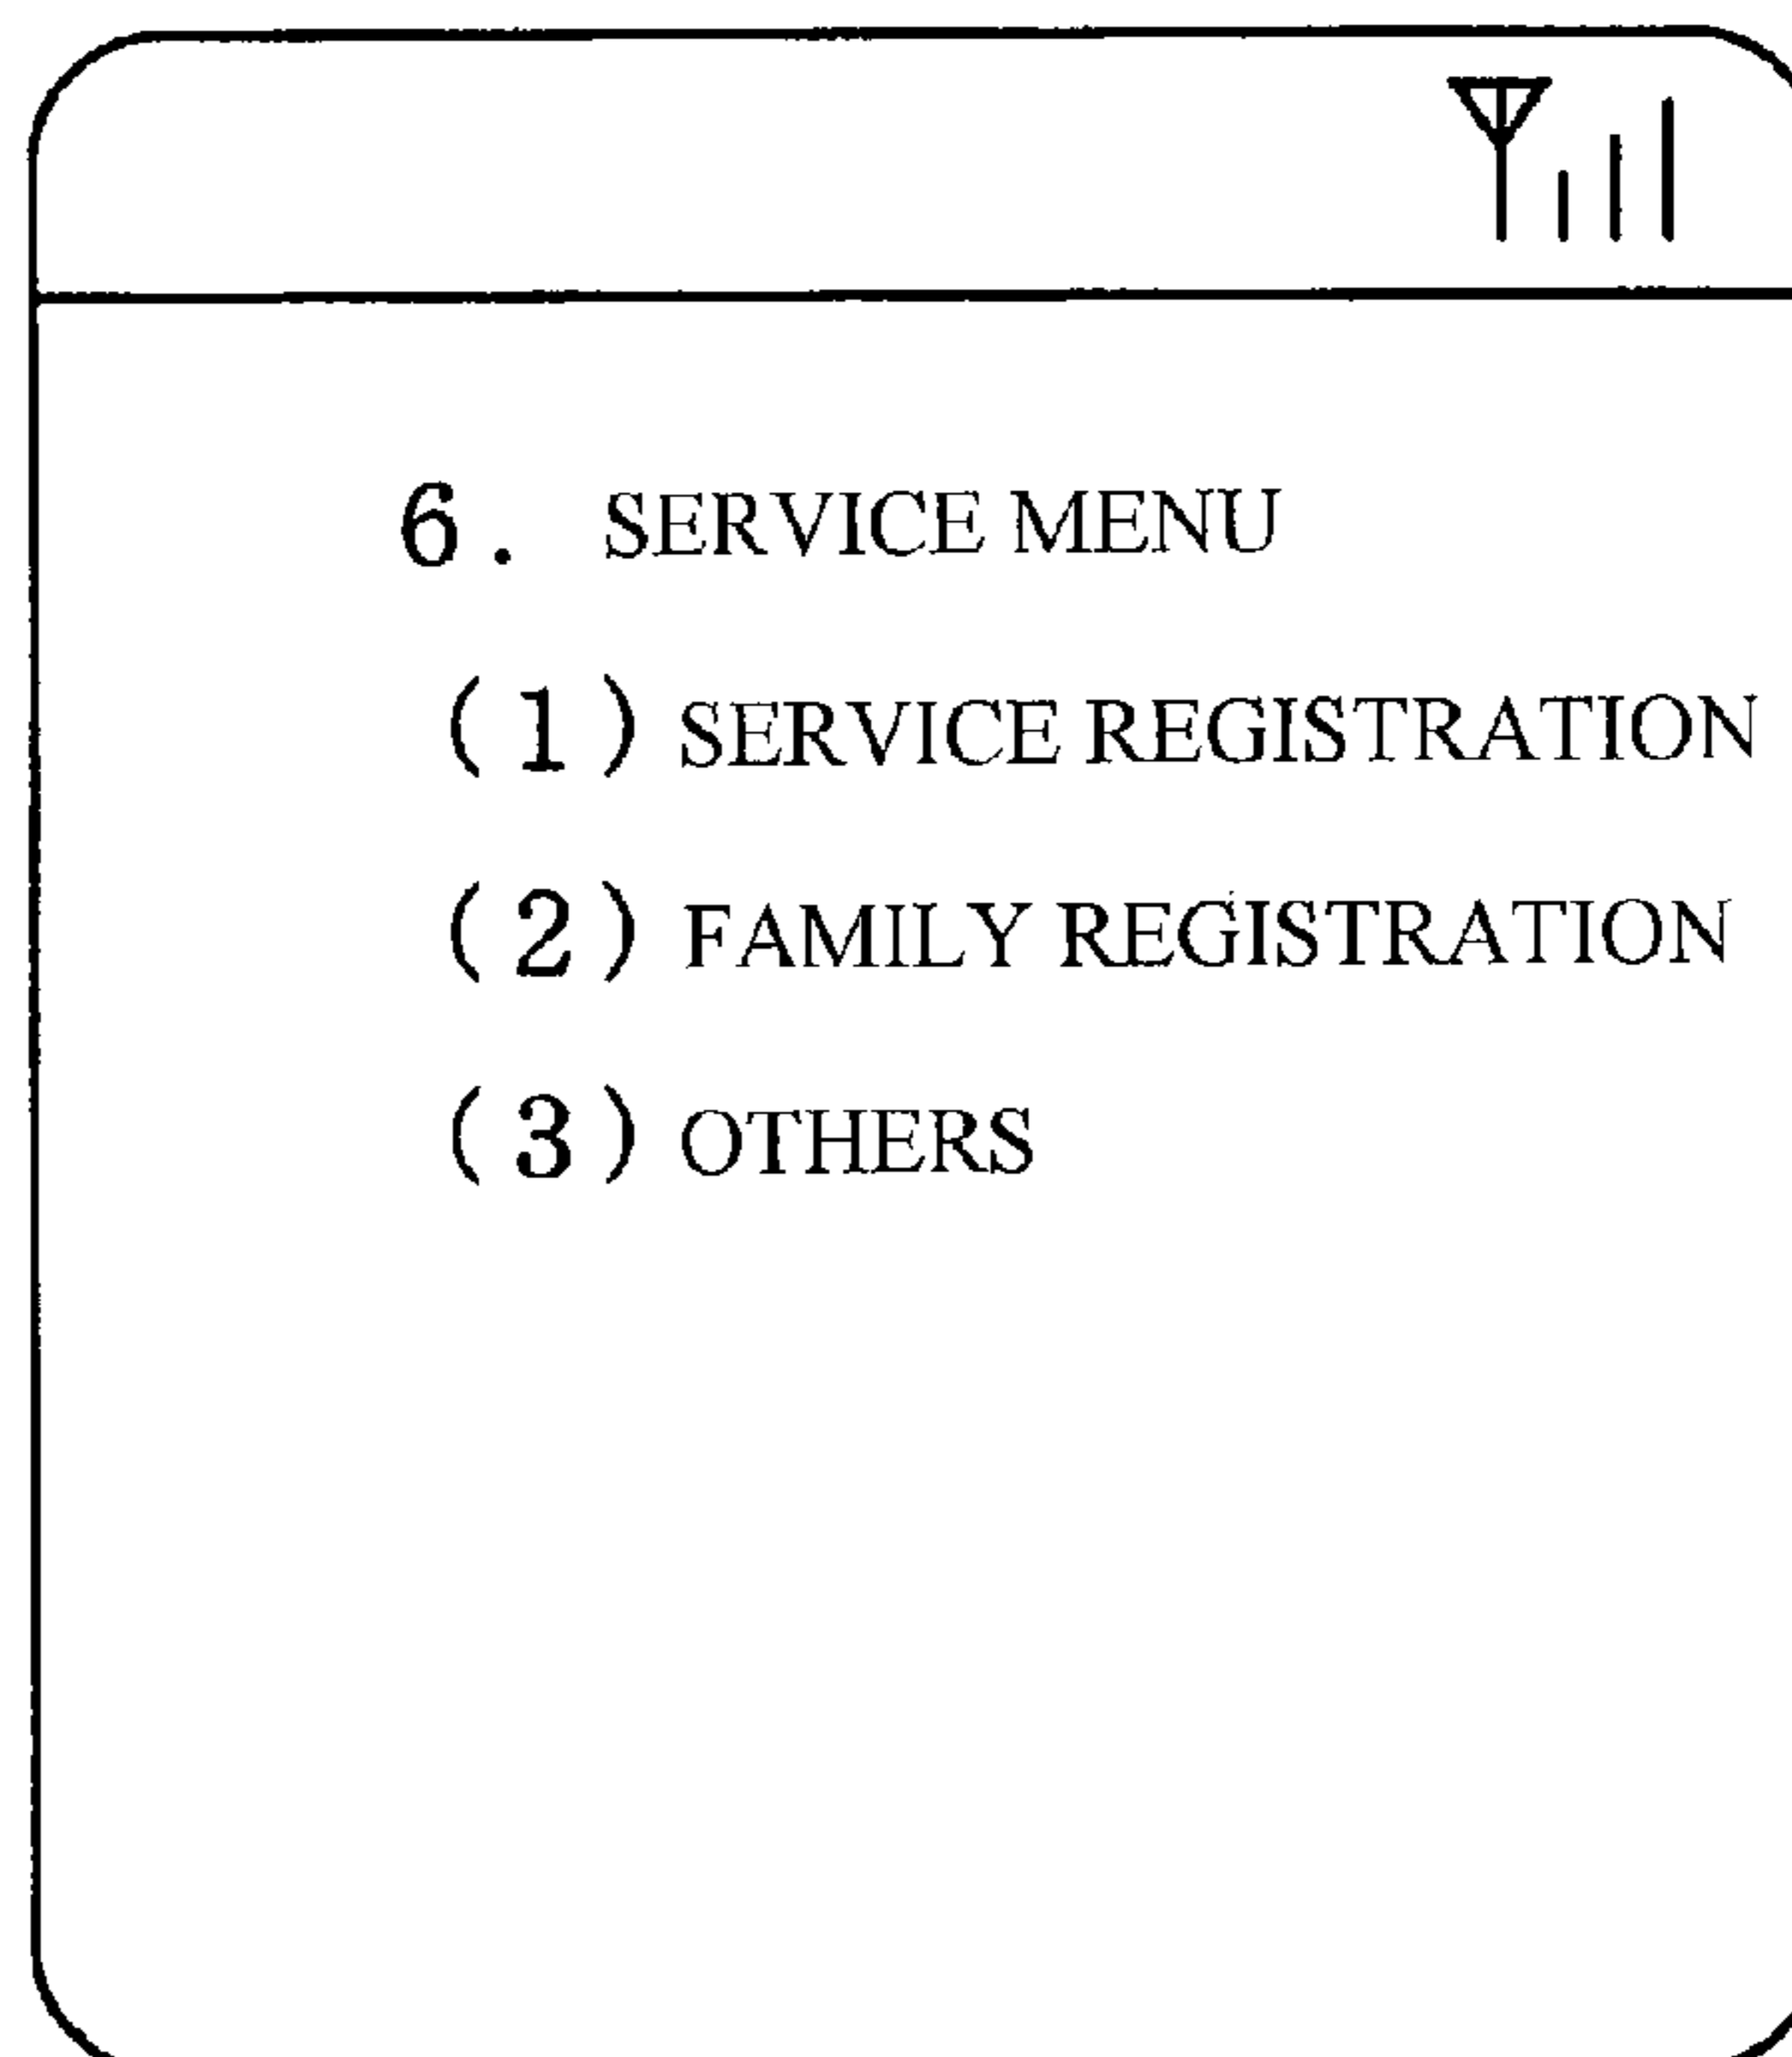 6. SERVICE MENU
(1) SERVICE REGISTRATION
(2) FAMILY REGISTRATION
(3) OTHERS